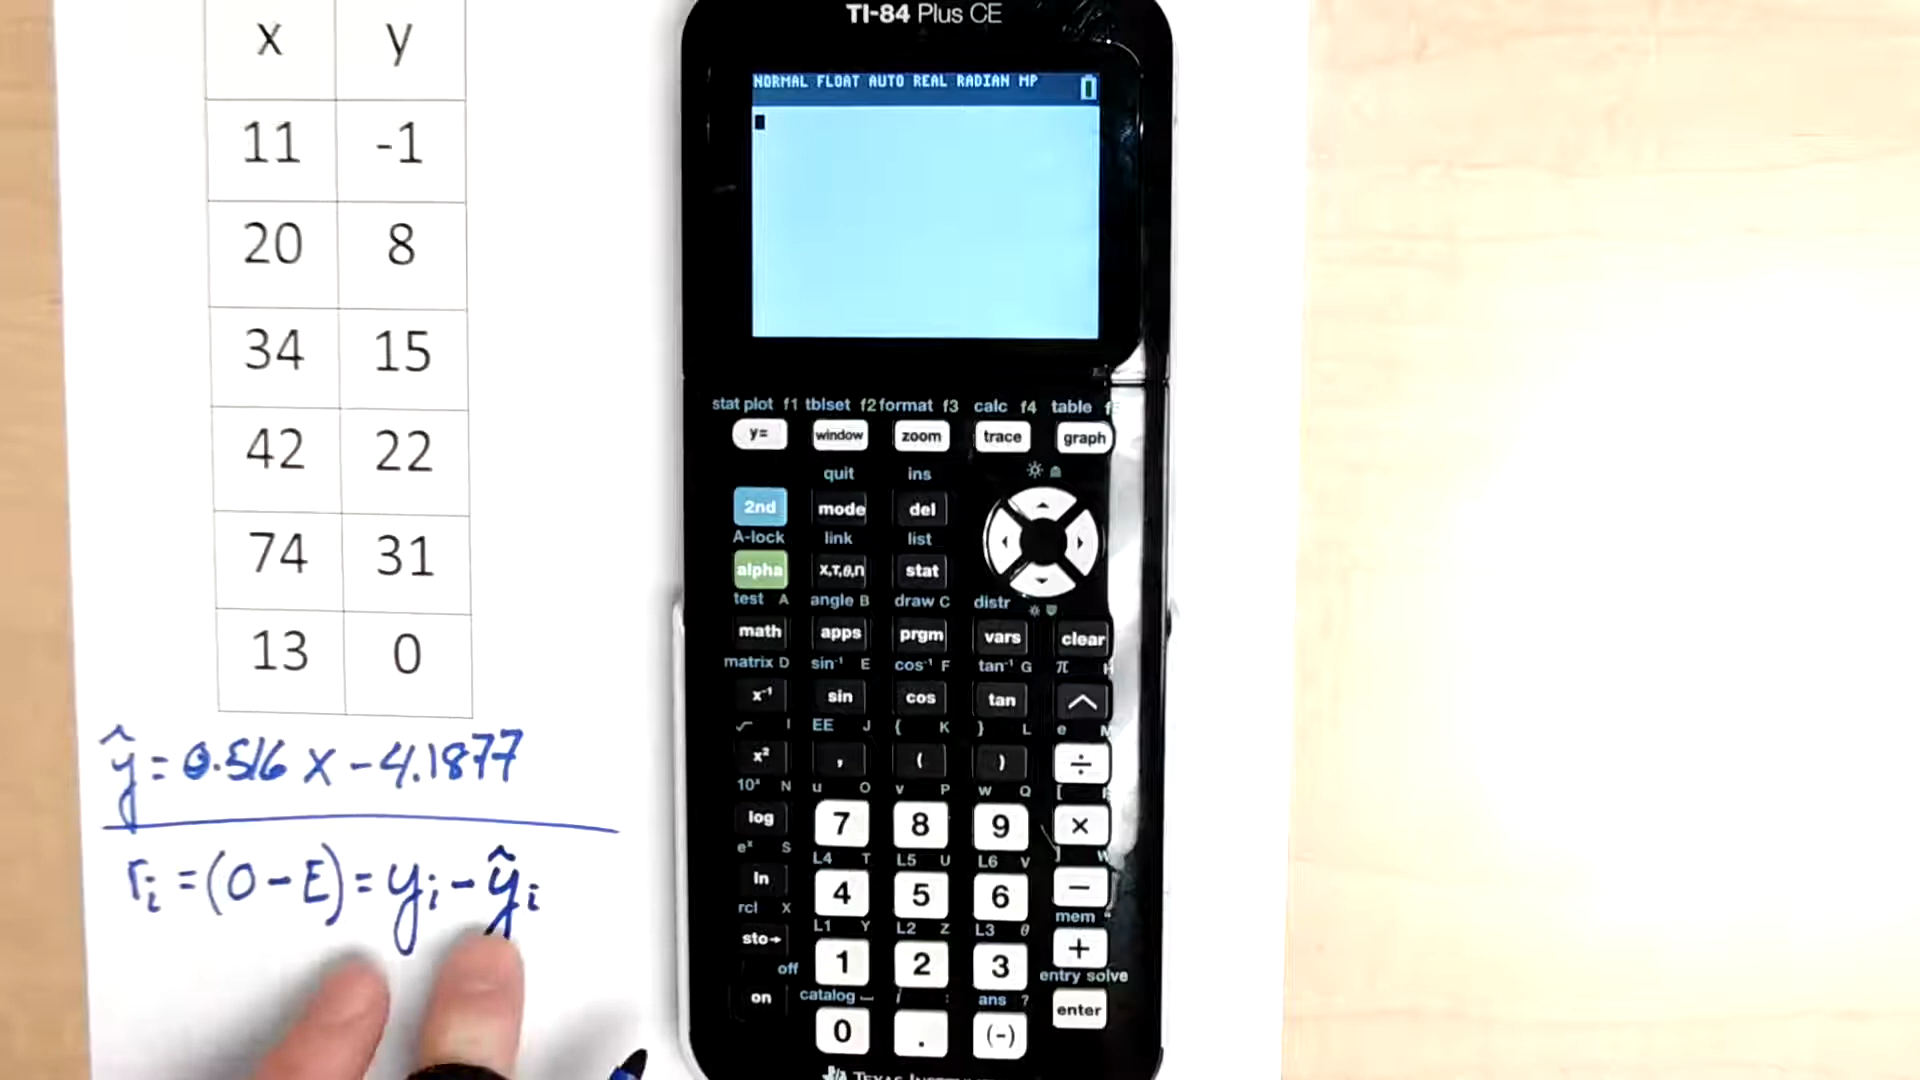 x y
11 -1
20 8
34 15
42 22
74 31
13 0
ŷ = 0.516 x - 4.1877
rᵢ = (O - E) = yᵢ - ŷᵢ
TI-84 Plus CE
NORMAL FLOAT AUTO REAL RADIAN MP
stat plot f1 tblset f2 format f3 calc f4 table
y= window zoom trace graph
quit ins
2nd mode del
A-lock link list
alpha X,T,θ,n stat
test A angle B draw C distr
math apps prgm vars clear
matrix D sin⁻¹ E cos⁻¹ F tan⁻¹ G π H
x⁻¹ sin cos tan ^
√ I EE J { K } L e M
x² , ( ) ÷
10ˣ N u O v P w Q [
log 7 8 9 ×
eˣ S L4 T L5 U L6 V ] W
ln 4 5 6 −
rcl X L1 Y L2 Z L3 θ mem "
sto→ 1 2 3 +
off catalog i : ans ? entry solve
on 0 . (-) enter
TEXAS